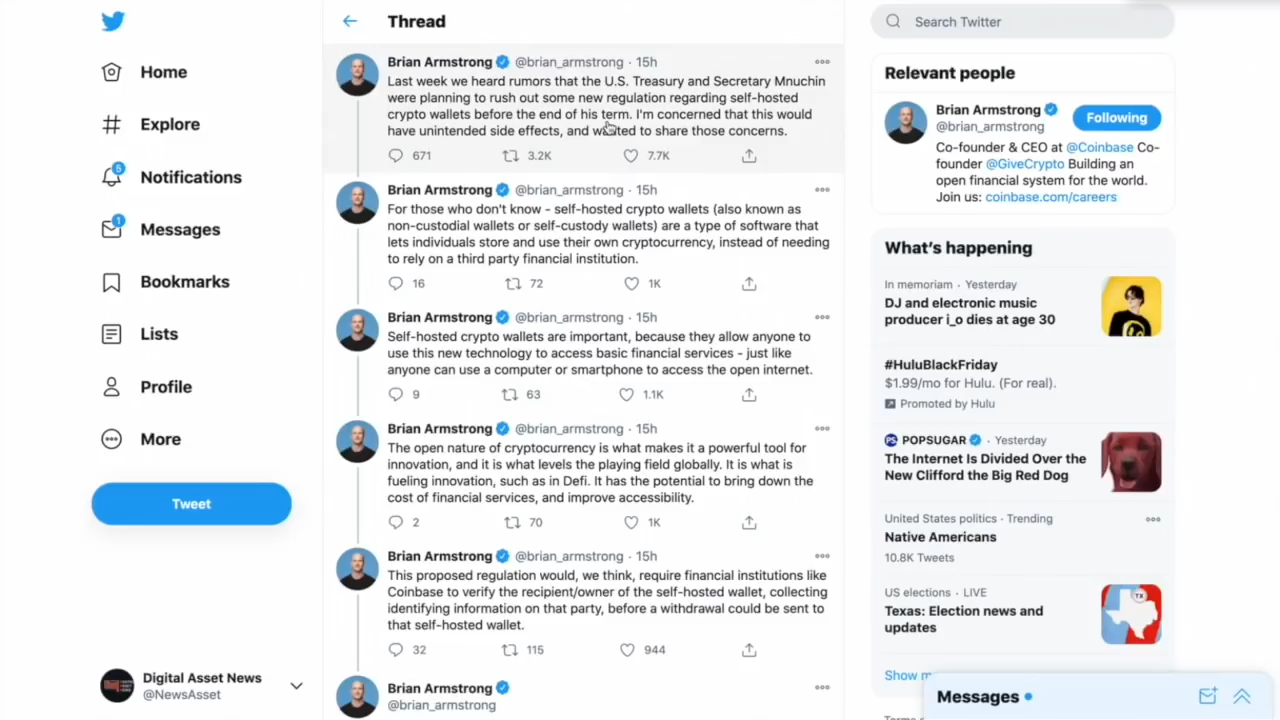 Home
Explore
5
Notifications
1
Messages
Bookmarks
Lists
Profile
More
Tweet
Digital Asset News
@NewsAsset
Thread
Brian Armstrong @brian_armstrong · 15h
Last week we heard rumors that the U.S. Treasury and Secretary Mnuchin
were planning to rush out some new regulation regarding self-hosted
crypto wallets before the end of his term. I'm concerned that this would
have unintended side effects, and wanted to share those concerns.
671 3.2K 7.7K
Brian Armstrong @brian_armstrong · 15h
For those who don't know - self-hosted crypto wallets (also known as
non-custodial wallets or self-custody wallets) are a type of software that
lets individuals store and use their own cryptocurrency, instead of needing
to rely on a third party financial institution.
16 72 1K
Brian Armstrong @brian_armstrong · 15h
Self-hosted crypto wallets are important, because they allow anyone to
use this new technology to access basic financial services - just like
anyone can use a computer or smartphone to access the open internet.
9 63 1.1K
Brian Armstrong @brian_armstrong · 15h
The open nature of cryptocurrency is what makes it a powerful tool for
innovation, and it is what levels the playing field globally. It is what is
fueling innovation, such as in Defi. It has the potential to bring down the
cost of financial services, and improve accessibility.
2 70 1K
Brian Armstrong @brian_armstrong · 15h
This proposed regulation would, we think, require financial institutions like
Coinbase to verify the recipient/owner of the self-hosted wallet, collecting
identifying information on that party, before a withdrawal could be sent to
that self-hosted wallet.
32 115 944
Brian Armstrong
@brian_armstrong
Search Twitter
Relevant people
Brian Armstrong
@brian_armstrong
Following
Co-founder & CEO at @Coinbase Co-
founder @GiveCrypto Building an
open financial system for the world.
Join us: coinbase.com/careers
What's happening
In memoriam · Yesterday
DJ and electronic music
producer i_o dies at age 30
#HuluBlackFriday
$1.99/mo for Hulu. (For real).
Promoted by Hulu
PS POPSUGAR · Yesterday
The Internet Is Divided Over the
New Clifford the Big Red Dog
United States politics · Trending
Native Americans
10.8K Tweets
US elections · LIVE
Texas: Election news and
updates
TX
Show
Messages